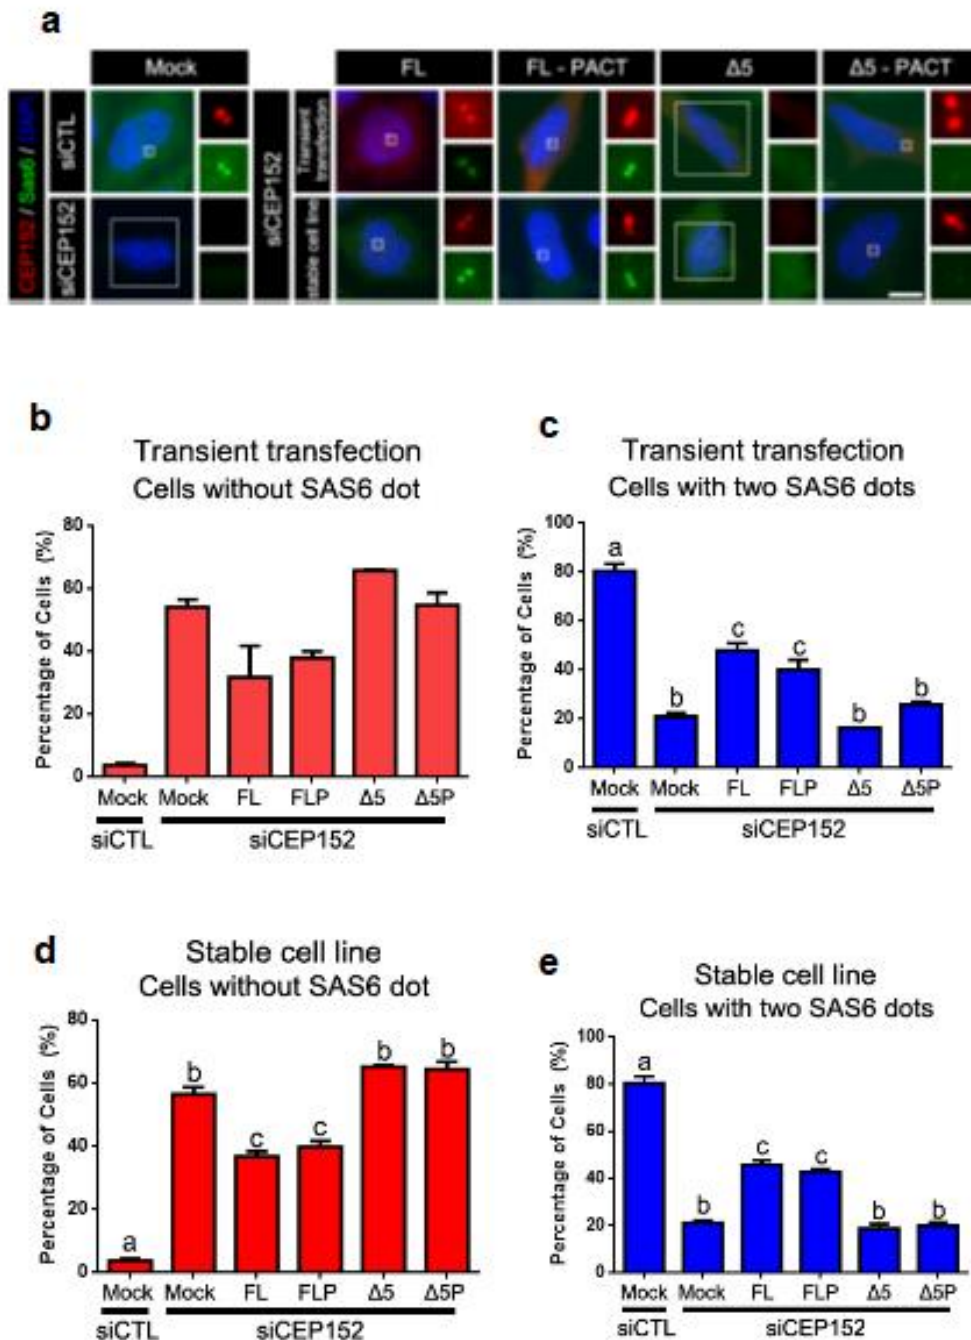 a
Mock
FL
FL - PACT
Δ5
Δ5 - PACT
CEP152 / Sas6 / DAPI
siCTL
siCEP152
siCEP152
Transient
transfection
stable cell line
b
Transient transfection
Cells without SAS6 dot
Percentage of Cells (%)
80
60
40
20
0
Mock Mock FL FLP Δ5 Δ5P
siCTL siCEP152
c
Transient transfection
Cells with two SAS6 dots
Percentage of Cells (%)
100
80
60
40
20
0
a b c c b b
Mock Mock FL FLP Δ5 Δ5P
siCTL siCEP152
d
Stable cell line
Cells without SAS6 dot
Percentage of Cells (%)
80
60
40
20
0
a b c c b b
Mock Mock FL FLP Δ5 Δ5P
siCTL siCEP152
e
Stable cell line
Cells with two SAS6 dots
Percentage of Cells (%)
100
80
60
40
20
0
a b c c b b
Mock Mock FL FLP Δ5 Δ5P
siCTL siCEP152